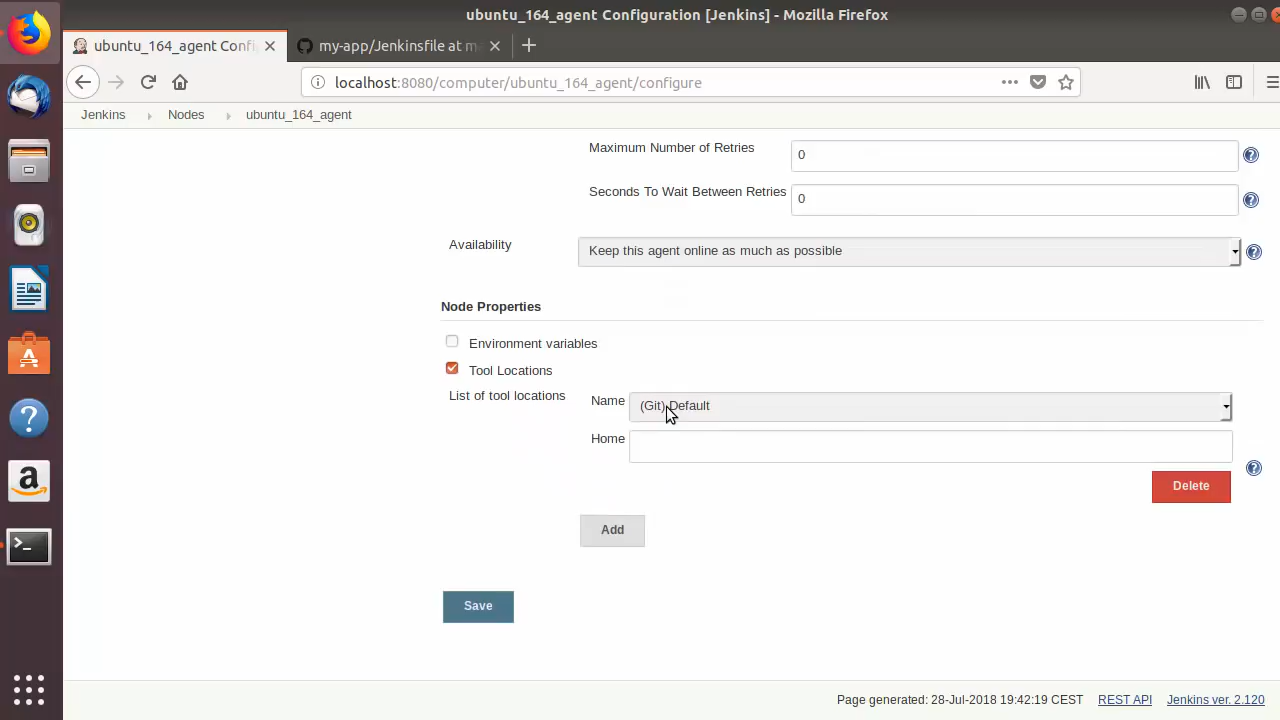 ubuntu_164_agent Configuration [Jenkins] - Mozilla Firefox
ubuntu_164_agent Confi
my-app/Jenkinsfile at m
localhost:8080/computer/ubuntu_164_agent/configure
Jenkins
Nodes
ubuntu_164_agent
Maximum Number of Retries
0
Seconds To Wait Between Retries
0
Availability
Keep this agent online as much as possible
Node Properties
Environment variables
Tool Locations
List of tool locations
Name
(Git) Default
Home
Delete
Add
Save
Page generated: 28-Jul-2018 19:42:19 CEST
REST API
Jenkins ver. 2.120